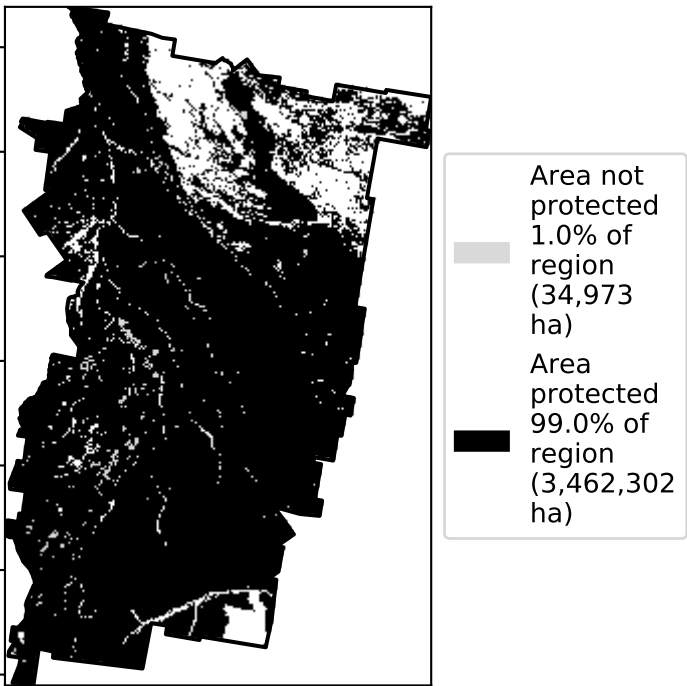 Area not
protected
1.0% of
region
(34,973
ha)
Area
protected
99.0% of
region
(3,462,302
ha)